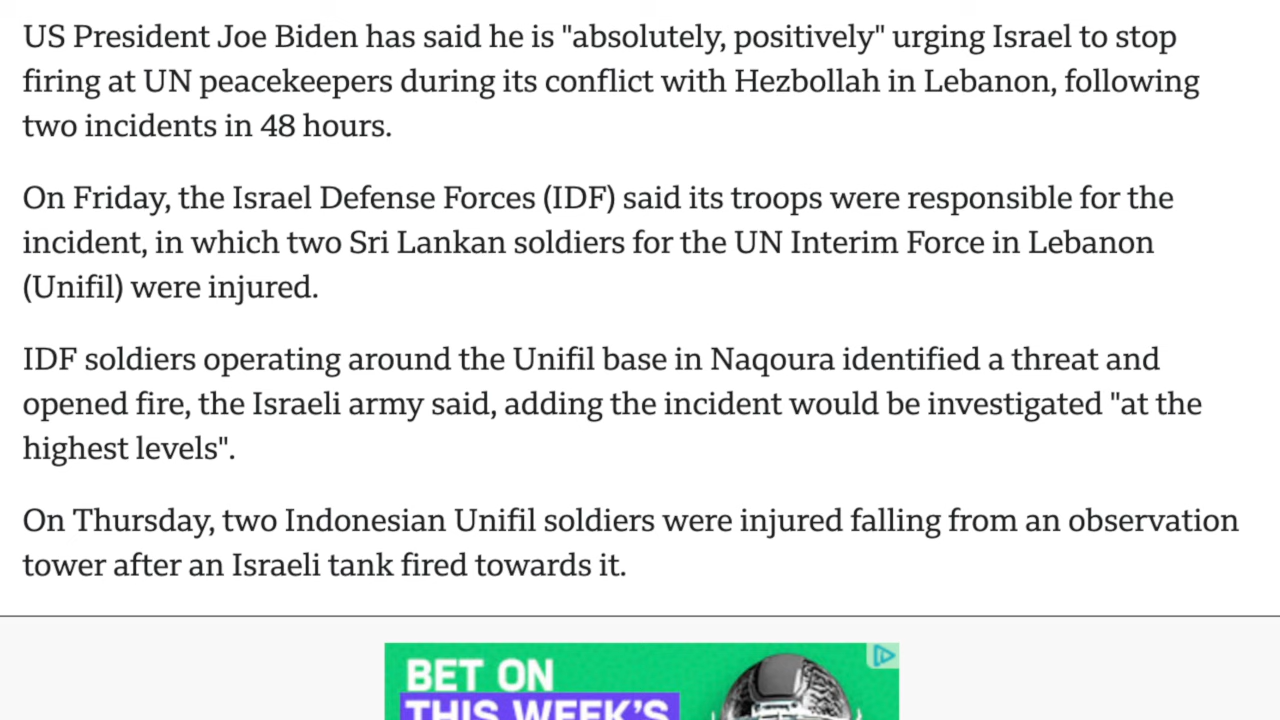 US President Joe Biden has said he is "absolutely, positively" urging Israel to stop
firing at UN peacekeepers during its conflict with Hezbollah in Lebanon, following
two incidents in 48 hours.
On Friday, the Israel Defense Forces (IDF) said its troops were responsible for the
incident, in which two Sri Lankan soldiers for the UN Interim Force in Lebanon
(Unifil) were injured.
IDF soldiers operating around the Unifil base in Naqoura identified a threat and
opened fire, the Israeli army said, adding the incident would be investigated "at the
highest levels".
On Thursday, two Indonesian Unifil soldiers were injured falling from an observation
tower after an Israeli tank fired towards it.
BET ON
THIS WEEK'S